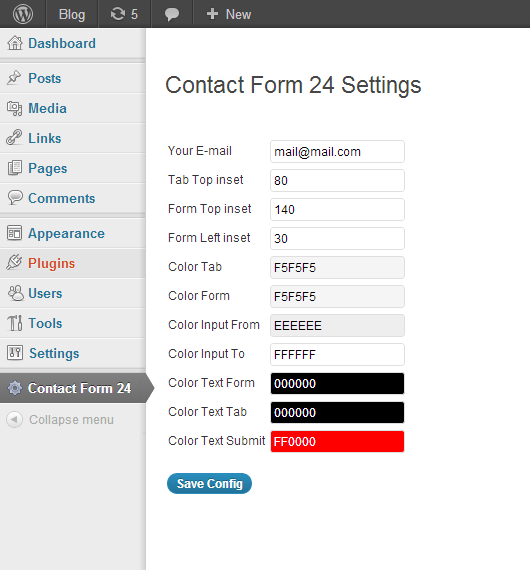 Blog 5 New
Dashboard
Posts
Media
Links
Pages
Comments
Appearance
Plugins
Users
Tools
Settings
Contact Form 24
Collapse menu
Contact Form 24 Settings
Your E-mail mail@mail.com
Tab Top inset 80
Form Top inset 140
Form Left inset 30
Color Tab F5F5F5
Color Form F5F5F5
Color Input From EEEEEE
Color Input To FFFFFF
Color Text Form 000000
Color Text Tab 000000
Color Text Submit FF0000
Save Config